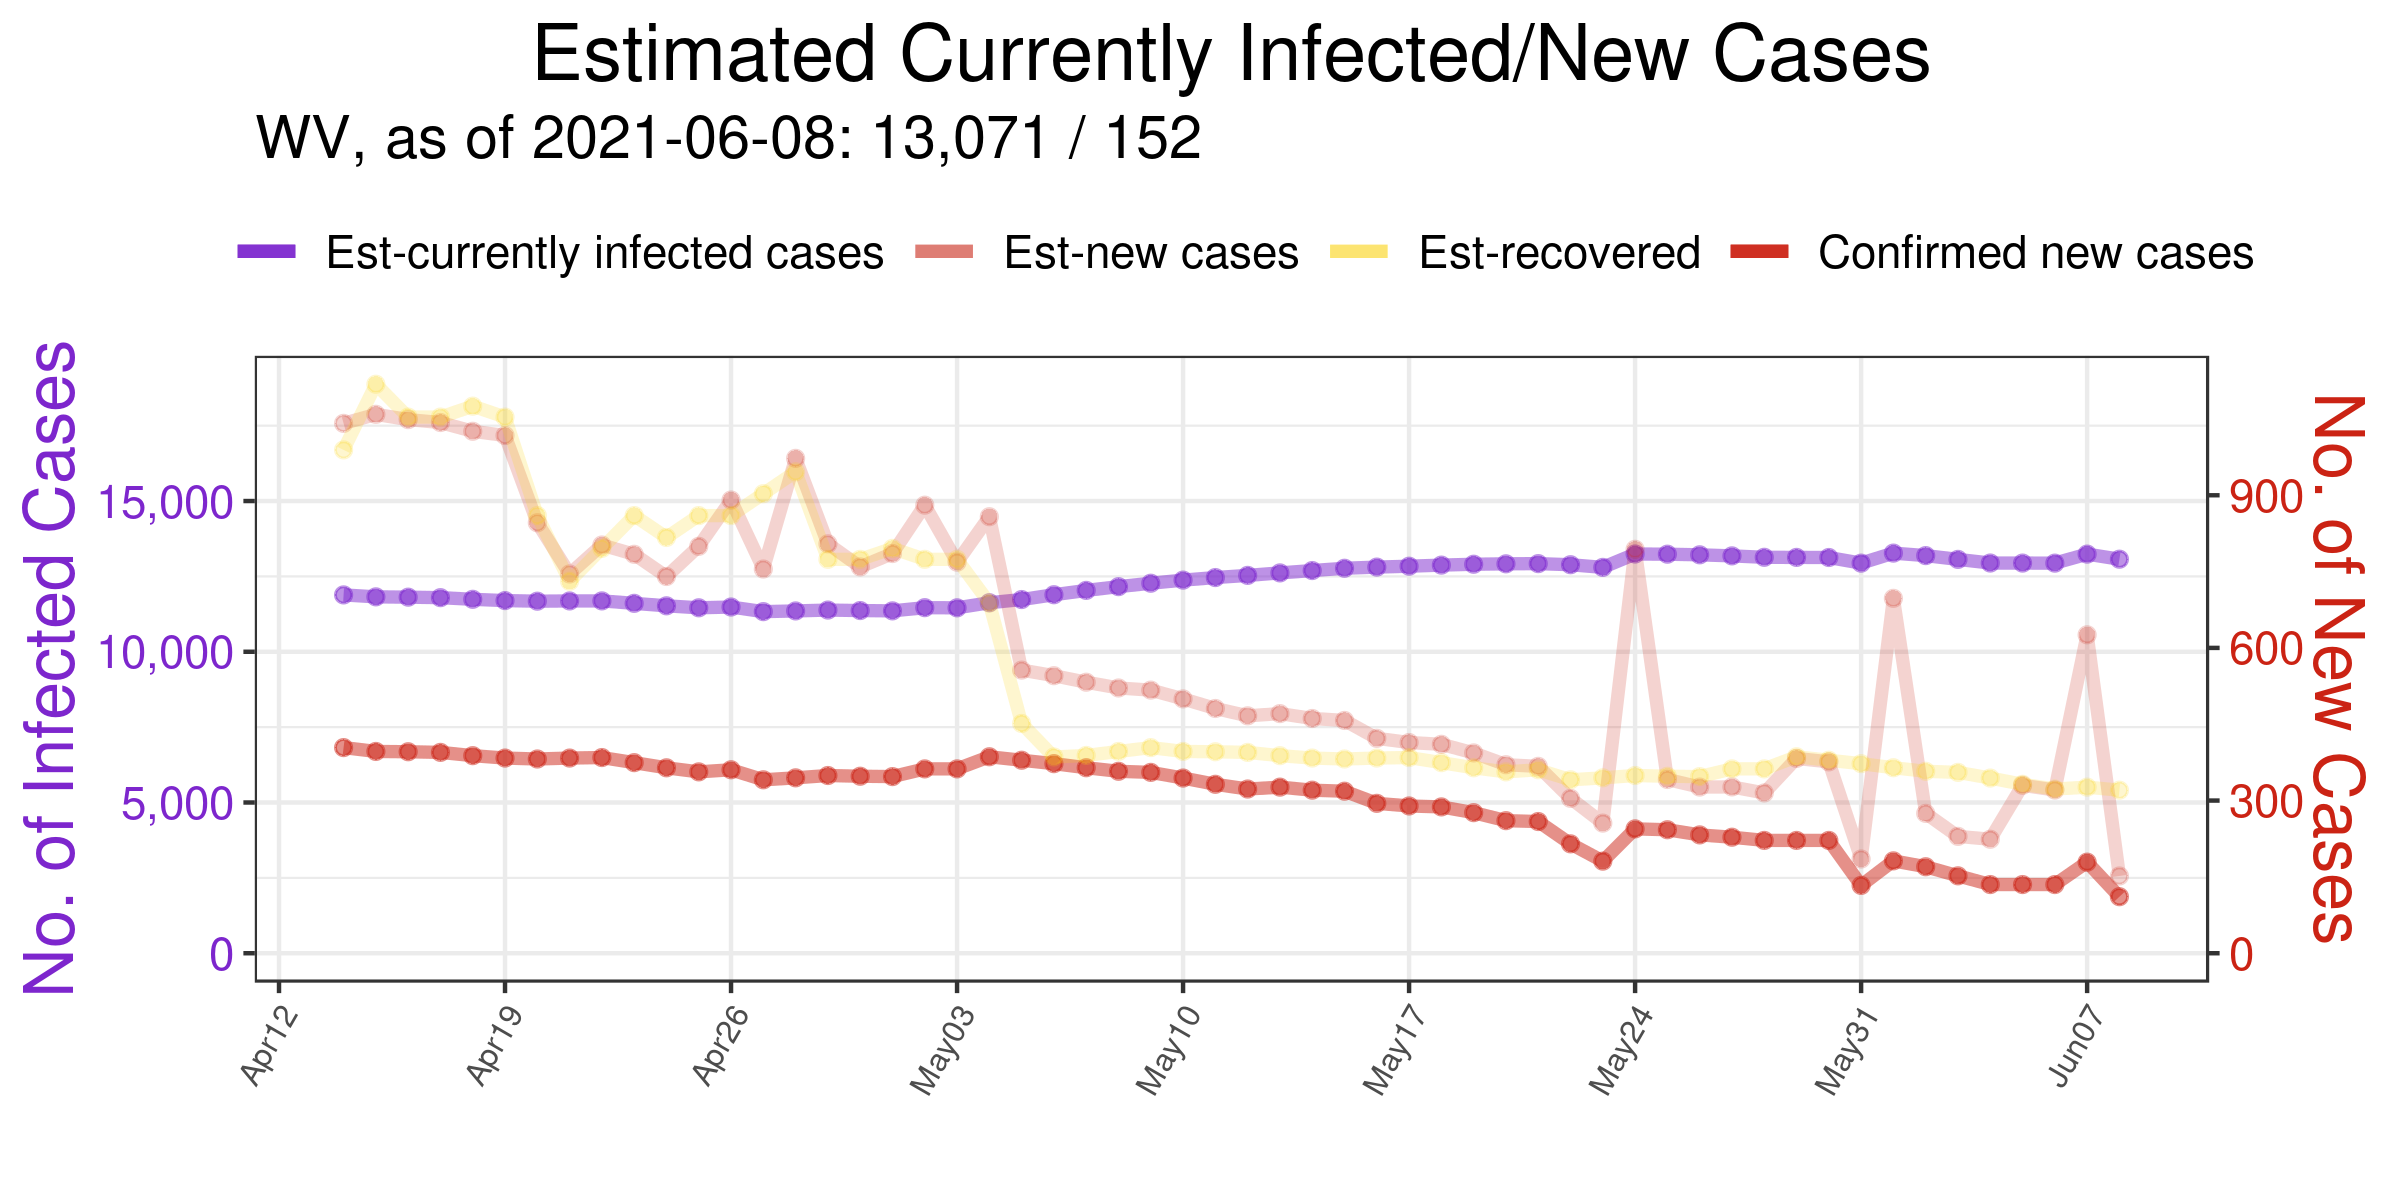 Estimated Currently Infected/New Cases
WV, as of 2021-06-08: 13,071 / 152
Est-currently infected cases Est-new cases Est-recovered Confirmed new cases
No. of Infected Cases
15,000
10,000
5,000
0
900
600
300
0
No. of New Cases
Apr12 Apr19 Apr26 May03 May10 May17 May24 May31 Jun07